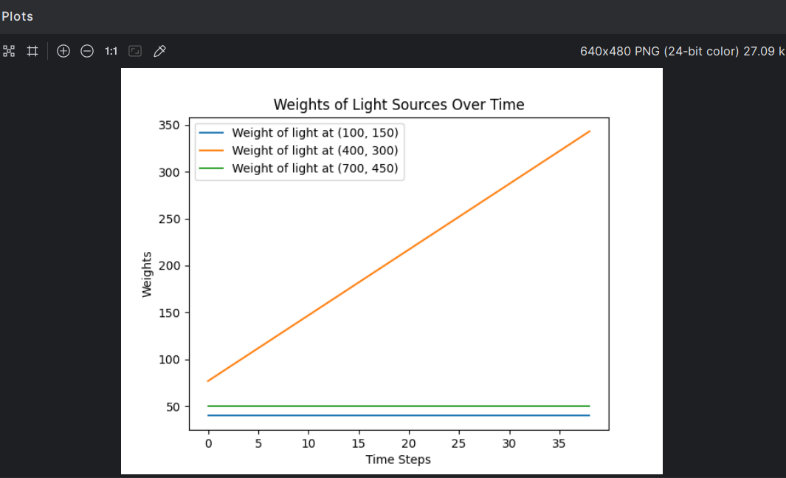 Plots
1:1
640x480 PNG (24-bit color) 27.09 k
Weights of Light Sources Over Time
Weight of light at (100, 150)
Weight of light at (400, 300)
Weight of light at (700, 450)
350
300
250
200
150
100
50
Weights
0 5 10 15 20 25 30 35
Time Steps